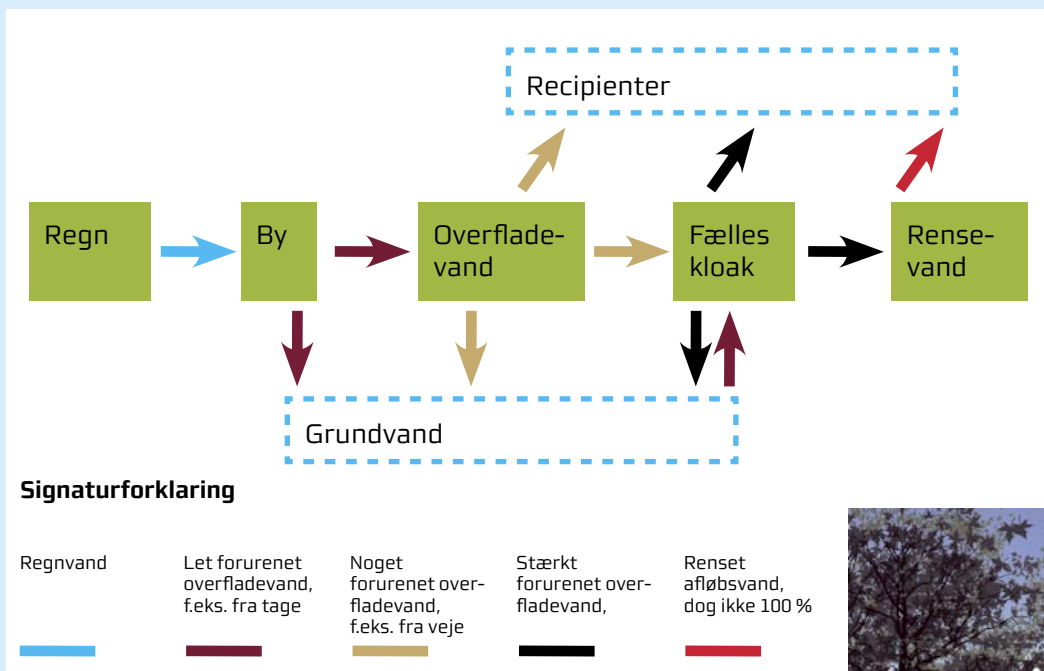 Recipienter
Regn
By
Overflade-
vand
Fælles
kloak
Rense-
vand
Grundvand
Signaturforklaring
Regnvand
Let forurenet
overfladevand,
f.eks. fra tage
Noget
forurenet over-
fladevand,
f.eks. fra veje
Stærkt
forurenet over-
fladevand,
Renset
afløbsvand,
dog ikke 100 %